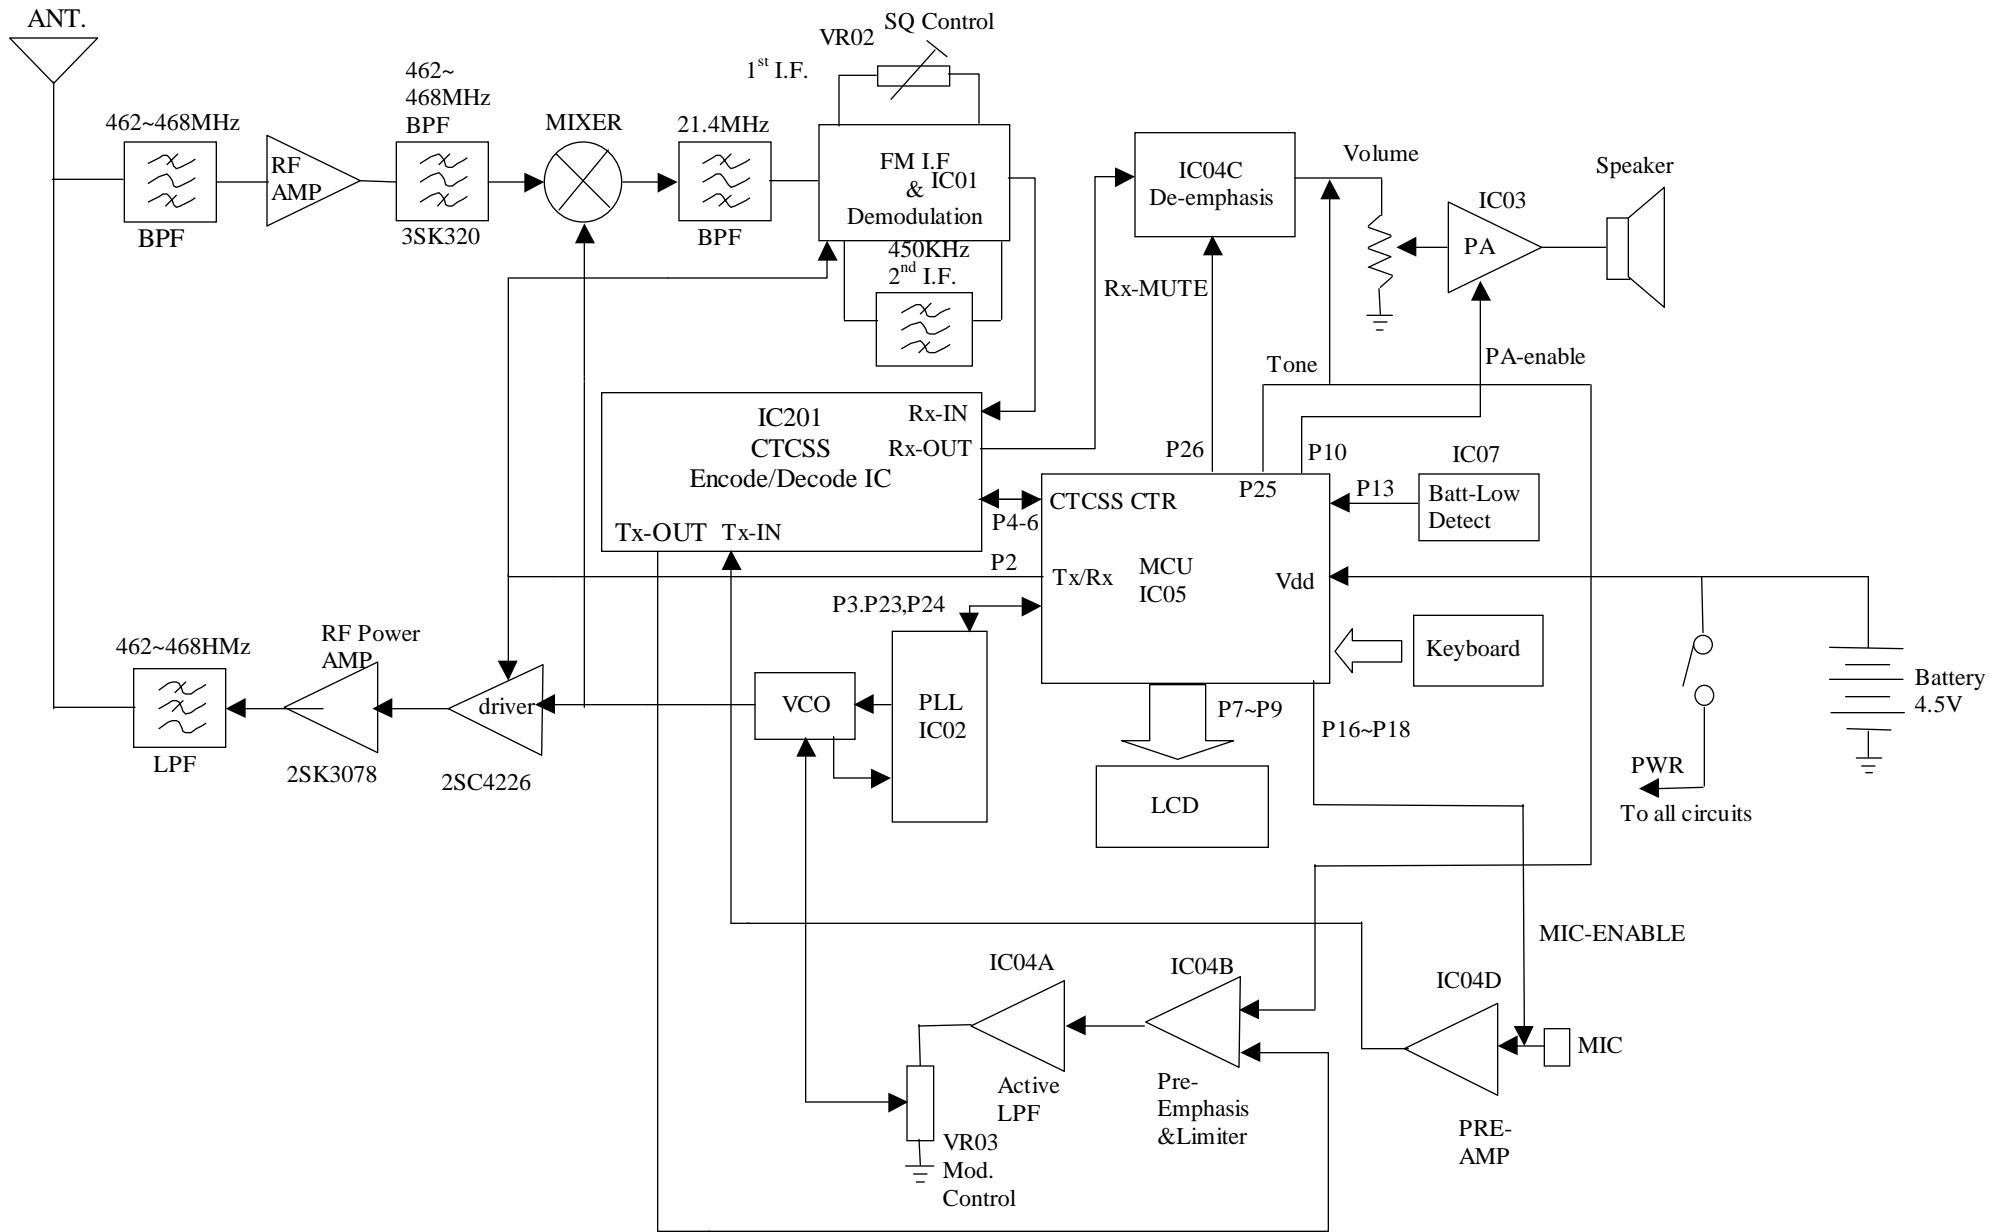 ANT.
SQ Control
VR02
1st I.F.
462~
468MHz
BPF
462~468MHz
MIXER
21.4MHz
RF
AMP
FM I.F
& IC01
Demodulation
IC04C
De-emphasis
Volume
Speaker
IC03
PA
BPF
3SK320
BPF
450KHz
2nd I.F.
Rx-MUTE
Tone
PA-enable
IC201
CTCSS
Encode/Decode IC
Rx-IN
Rx-OUT
Tx-OUT
Tx-IN
P26
P10
IC07
P25
P13
Batt-Low
Detect
CTCSS CTR
P4-6
P2
Tx/Rx
MCU
IC05
Vdd
P3.P23,P24
RF Power
AMP
462~468HMz
Keyboard
driver
VCO
PLL
IC02
P7~P9
P16~P18
Battery
4.5V
LPF
2SK3078
2SC4226
LCD
PWR
To all circuits
MIC-ENABLE
IC04A
IC04B
IC04D
MIC
Active
LPF
Pre-
Emphasis
&Limiter
PRE-
AMP
VR03
Mod.
Control